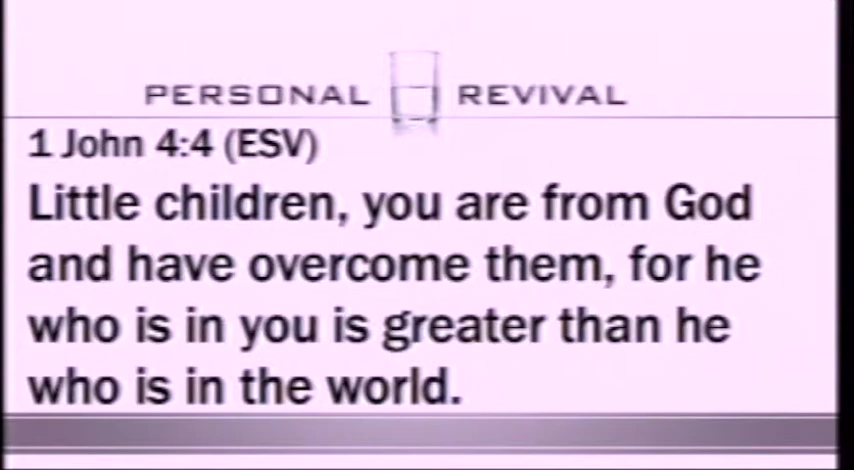 PERSONAL REVIVAL
1 John 4:4 (ESV)
Little children, you are from God
and have overcome them, for he
who is in you is greater than he
who is in the world.